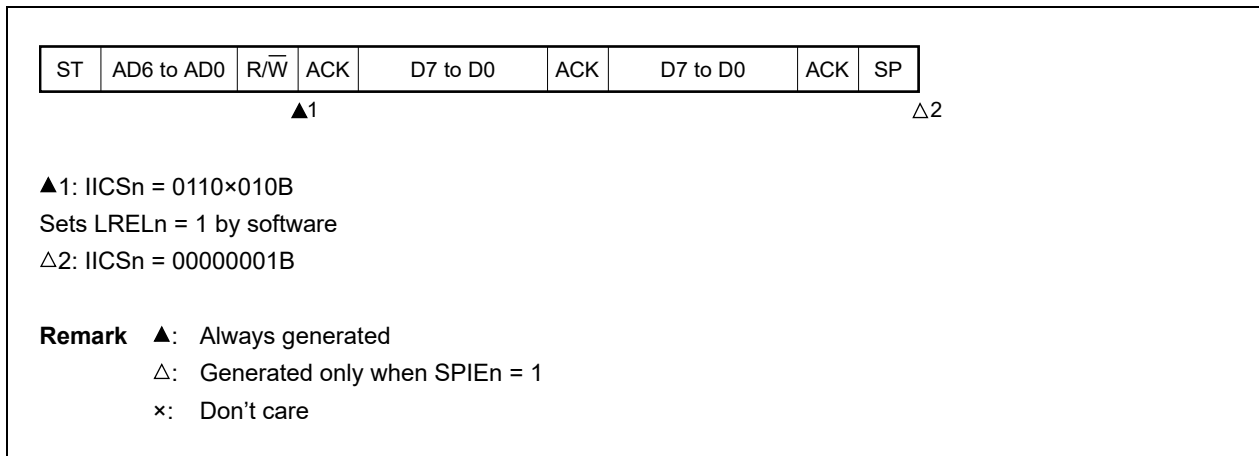 ST AD6 to AD0 R/W̅ ACK D7 to D0 ACK D7 to D0 ACK SP
▲1 △2
▲1: IICSn = 0110×010B
Sets LRELn = 1 by software
△2: IICSn = 00000001B
Remark ▲: Always generated
△: Generated only when SPIEn = 1
×: Don’t care